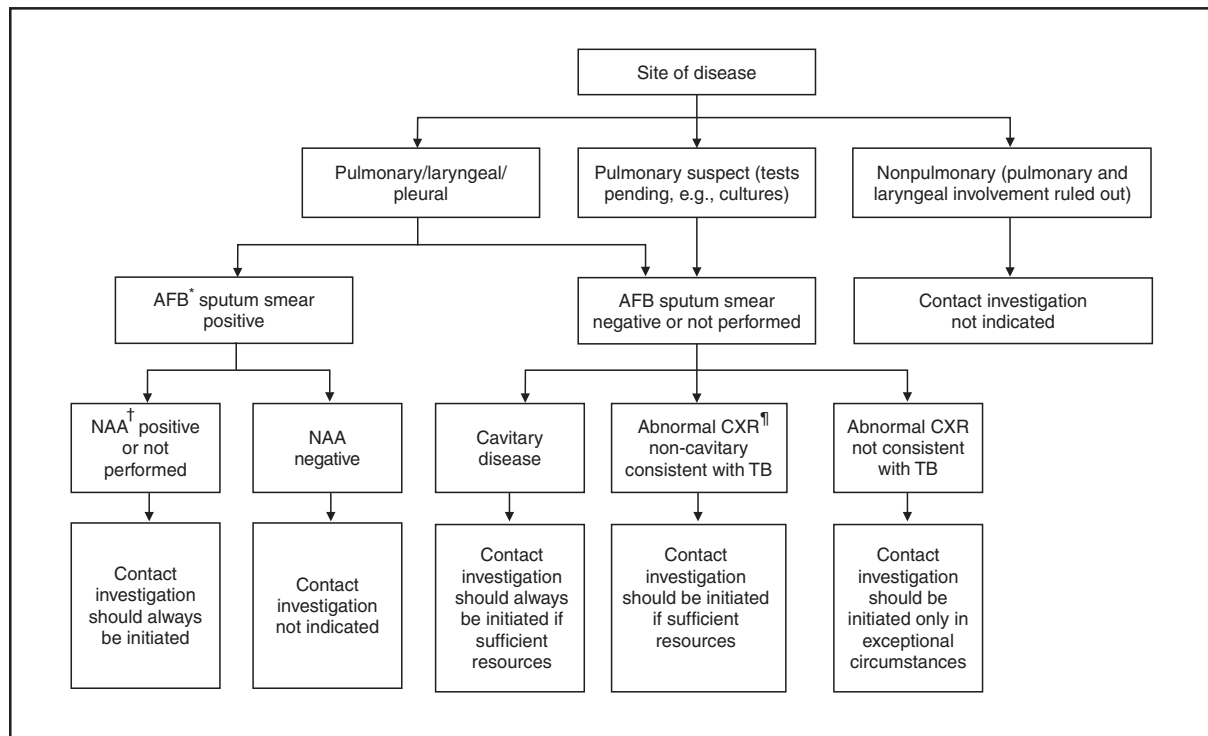 Site of disease
Pulmonary/laryngeal/
pleural
Pulmonary suspect (tests
pending, e.g., cultures)
Nonpulmonary (pulmonary and
laryngeal involvement ruled out)
AFB* sputum smear
positive
AFB sputum smear
negative or not performed
Contact investigation
not indicated
NAA† positive
or not
performed
NAA
negative
Cavitary
disease
Abnormal CXR¶
non-cavitary
consistent with TB
Abnormal CXR
not consistent
with TB
Contact
investigation
should always
be initiated
Contact
investigation
not indicated
Contact
investigation
should always
be initiated if
sufficient
resources
Contact
investigation
should be initiated
if sufficient
resources
Contact
investigation
should be
initiated only in
exceptional
circumstances